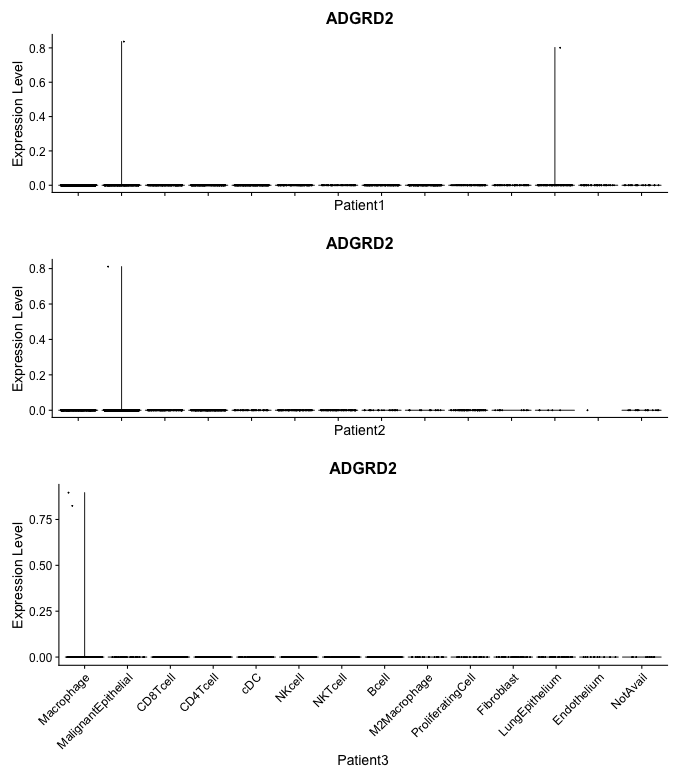 ADGRD2
Expression Level
0.8
0.6
0.4
0.2
0.0
Patient1
ADGRD2
Expression Level
0.8
0.6
0.4
0.2
0.0
Patient2
ADGRD2
Expression Level
0.75
0.50
0.25
0.00
Macrophage
MalignantEpithelial
CD8Tcell
CD4Tcell
cDC
NKcell
NKTcell
Bcell
M2Macrophage
ProliferatingCell
Fibroblast
LungEpithelium
Endothelium
NotAvail
Patient3